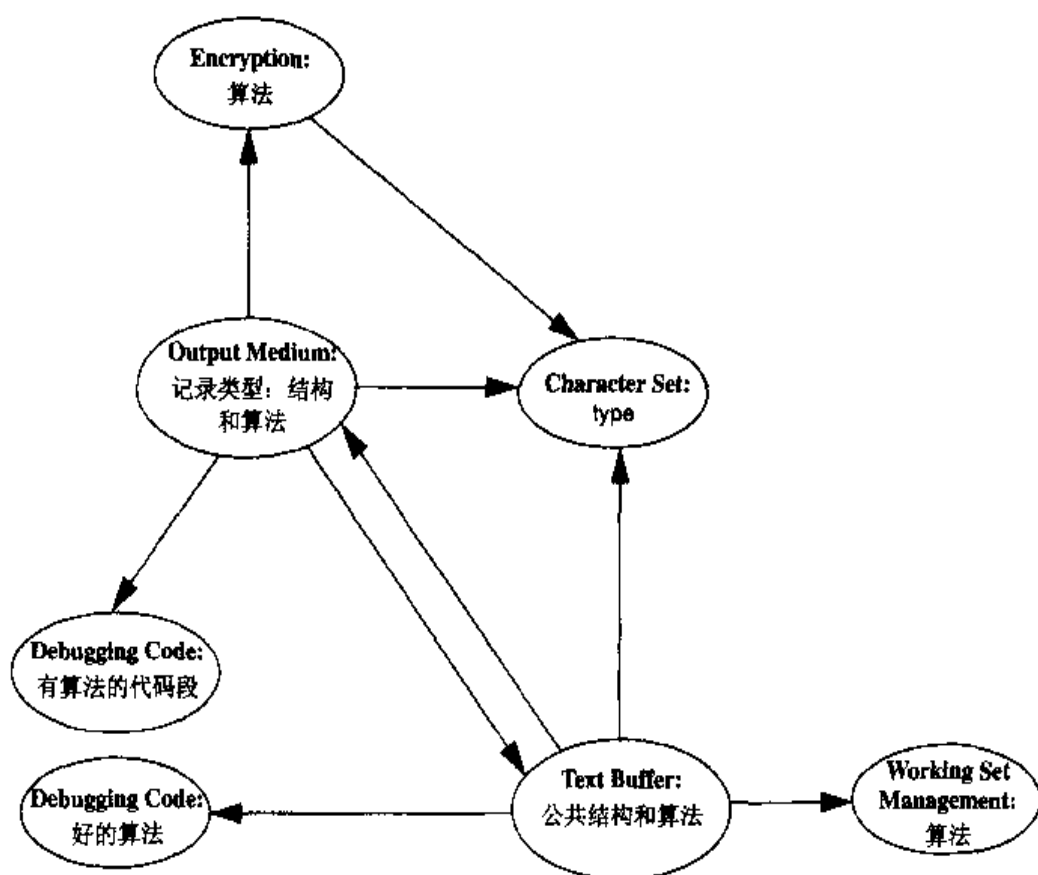 Encryption:
算法
Output Medium:
记录类型：结构
和算法
Character Set:
type
Debugging Code:
有算法的代码段
Debugging Code:
好的算法
Text Buffer:
公共结构和算法
Working Set
Management:
算法